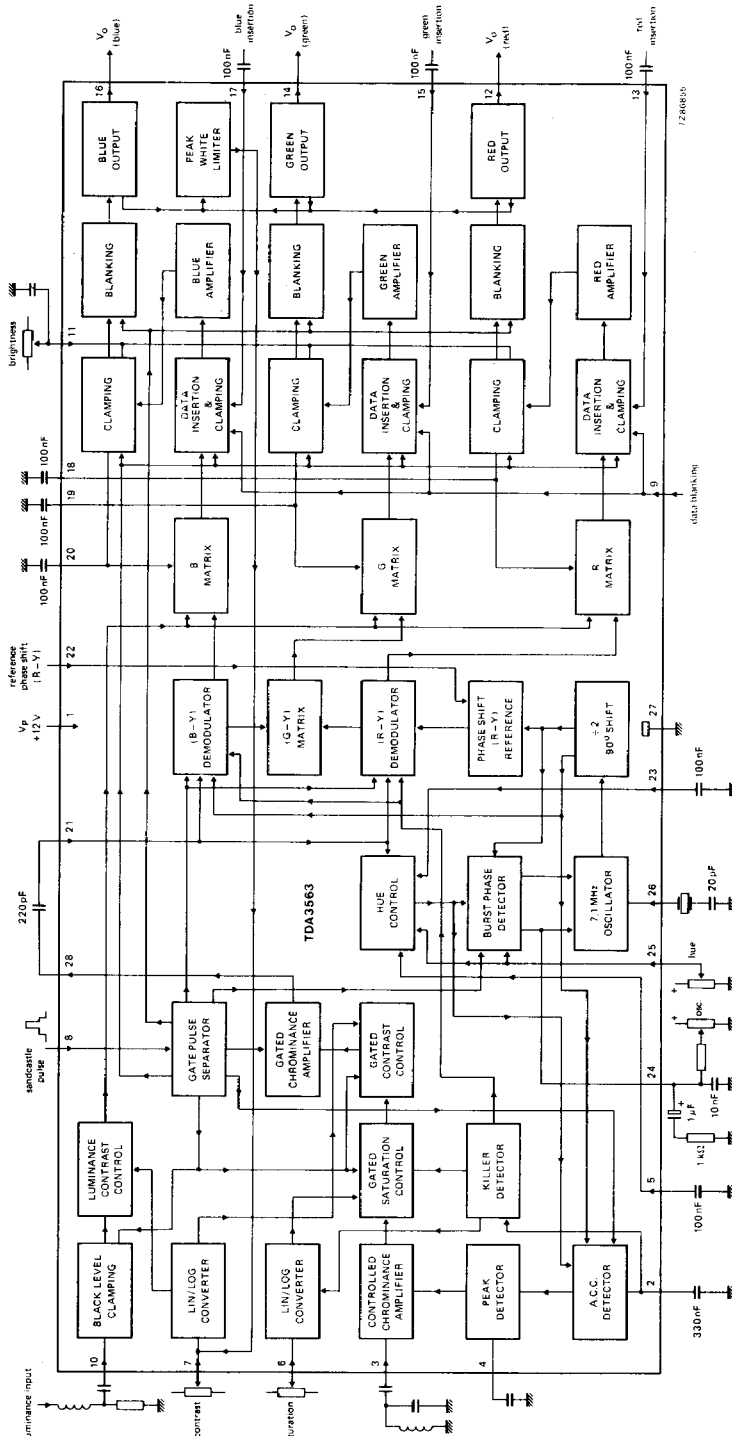 luminance input
10
BLACK LEVEL
CLAMPING
LUMINANCE
CONTRAST
CONTROL
contrast
7
LIN/LOG
CONVERTER
6
LIN/LOG
CONVERTER
3
CONTROLLED
CHROMINANCE
AMPLIFIER
GATED
SATURATION
CONTROL
GATED
CONTRAST
CONTROL
4
PEAK
DETECTOR
KILLER
DETECTOR
A.C.C.
DETECTOR
2
330 nF
5
100 nF
1 kΩ
1 µF
+
10 nF
24
osc
+
hue
+
25
26
20 µF
23
100 nF
27
sandcastle
pulse
8
GATE PULSE
SEPARATOR
GATED
CHROMINANCE
AMPLIFIER
28
220 pF
21
TDA3563
HUE
CONTROL
BURST PHASE
DETECTOR
7,1 MHz
OSCILLATOR
VP
+12 V
1
reference
phase shift
(R–Y)
22
(B–Y)
DEMODULATOR
(G–Y)
MATRIX
(R–Y)
DEMODULATOR
PHASE SHIFT
(R–Y)
REFERENCE
÷2
90° SHIFT
100 nF
20
100 nF
19
100 nF
18
B
MATRIX
G
MATRIX
R
MATRIX
data blanking
9
brightness
11
CLAMPING
DATA
INSERTION
&
CLAMPING
CLAMPING
DATA
INSERTION
&
CLAMPING
CLAMPING
DATA
INSERTION
&
CLAMPING
BLANKING
BLUE AMPLIFIER
BLANKING
GREEN AMPLIFIER
BLANKING
RED AMPLIFIER
BLUE
OUTPUT
PEAK
WHITE
LIMITER
GREEN
OUTPUT
RED
OUTPUT
16
VO
(blue)
17
100 nF
blue
insertion
14
VO
(green)
15
100 nF
green
insertion
12
VO
(red)
13
100 nF
red
insertion